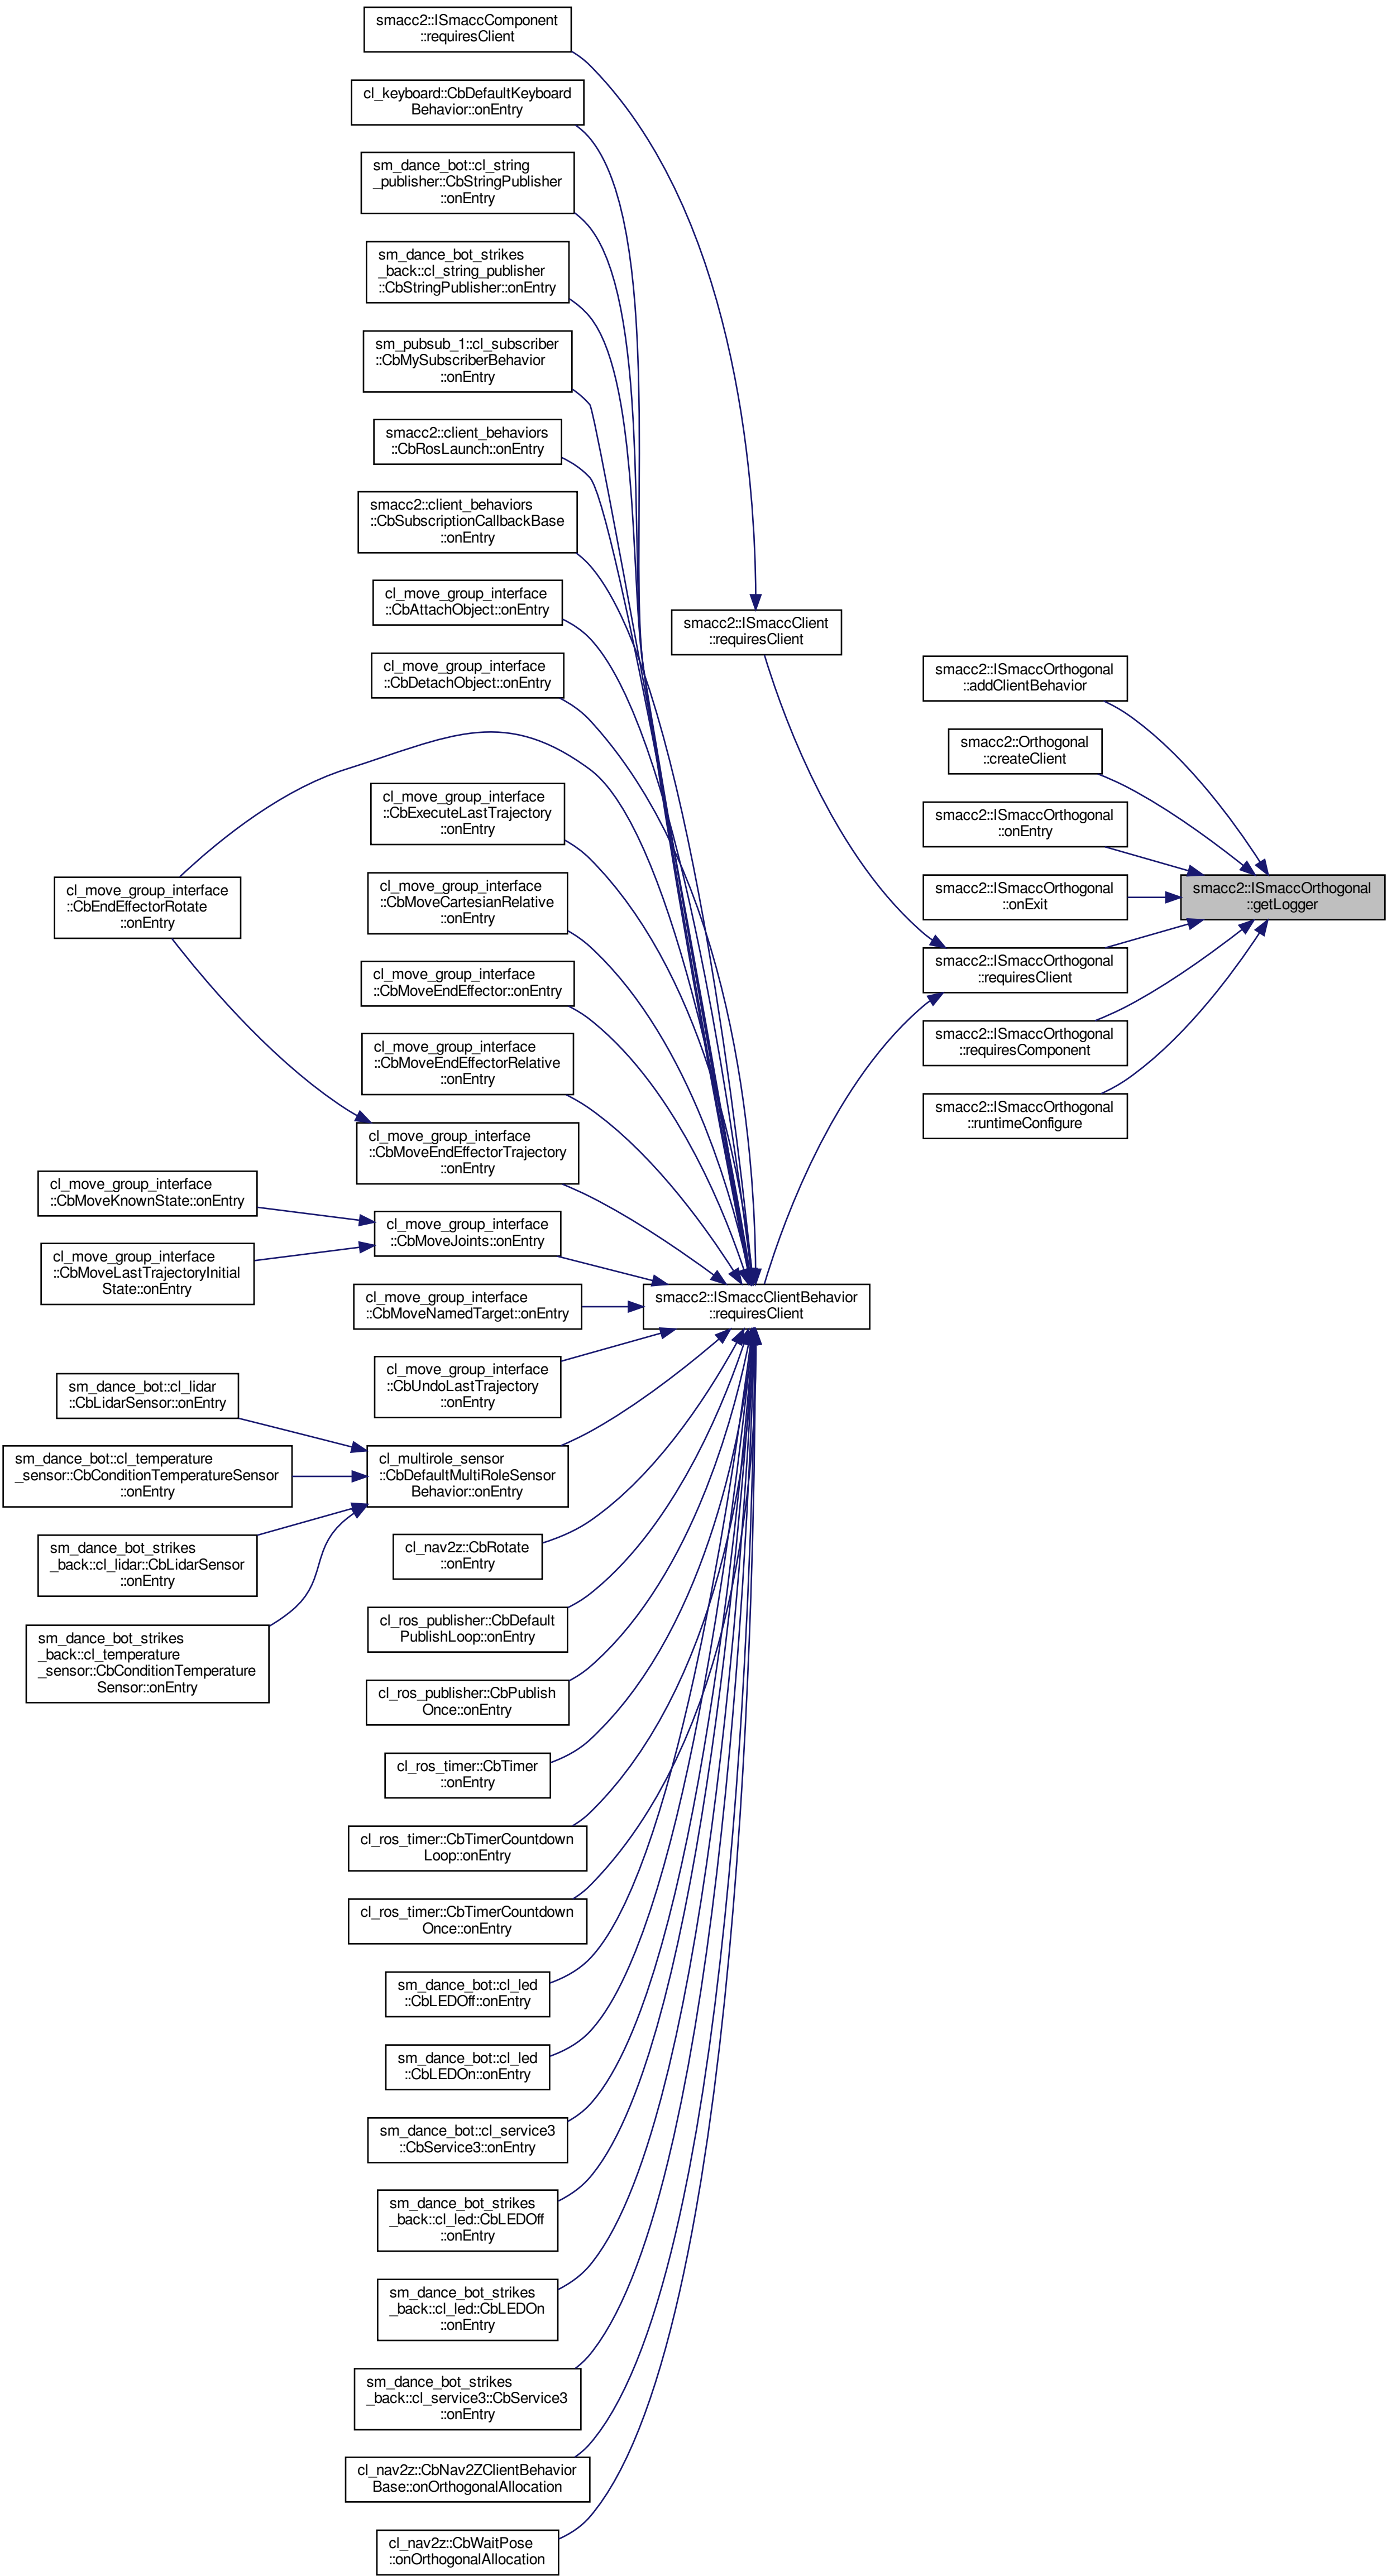 smacc2::ISmaccComponent
::requiresClient
cl_keyboard::CbDefaultKeyboard
Behavior::onEntry
sm_dance_bot::cl_string
_publisher::CbStringPublisher
::onEntry
sm_dance_bot_strikes
_back::cl_string_publisher
::CbStringPublisher::onEntry
sm_pubsub_1::cl_subscriber
::CbMySubscriberBehavior
::onEntry
smacc2::client_behaviors
::CbRosLaunch::onEntry
smacc2::client_behaviors
::CbSubscriptionCallbackBase
::onEntry
cl_move_group_interface
::CbAttachObject::onEntry
cl_move_group_interface
::CbDetachObject::onEntry
cl_move_group_interface
::CbExecuteLastTrajectory
::onEntry
cl_move_group_interface
::CbMoveCartesianRelative
::onEntry
cl_move_group_interface
::CbMoveEndEffector::onEntry
cl_move_group_interface
::CbMoveEndEffectorRelative
::onEntry
cl_move_group_interface
::CbMoveEndEffectorTrajectory
::onEntry
cl_move_group_interface
::CbMoveJoints::onEntry
cl_move_group_interface
::CbMoveNamedTarget::onEntry
cl_move_group_interface
::CbUndoLastTrajectory
::onEntry
cl_multirole_sensor
::CbDefaultMultiRoleSensor
Behavior::onEntry
cl_nav2z::CbRotate
::onEntry
cl_ros_publisher::CbDefault
PublishLoop::onEntry
cl_ros_publisher::CbPublish
Once::onEntry
cl_ros_timer::CbTimer
::onEntry
cl_ros_timer::CbTimerCountdown
Loop::onEntry
cl_ros_timer::CbTimerCountdown
Once::onEntry
sm_dance_bot::cl_led
::CbLEDOff::onEntry
sm_dance_bot::cl_led
::CbLEDOn::onEntry
sm_dance_bot::cl_service3
::CbService3::onEntry
sm_dance_bot_strikes
_back::cl_led::CbLEDOff
::onEntry
sm_dance_bot_strikes
_back::cl_led::CbLEDOn
::onEntry
sm_dance_bot_strikes
_back::cl_service3::CbService3
::onEntry
cl_nav2z::CbNav2ZClientBehavior
Base::onOrthogonalAllocation
cl_nav2z::CbWaitPose
::onOrthogonalAllocation
cl_move_group_interface
::CbEndEffectorRotate
::onEntry
cl_move_group_interface
::CbMoveKnownState::onEntry
cl_move_group_interface
::CbMoveLastTrajectoryInitial
State::onEntry
sm_dance_bot::cl_lidar
::CbLidarSensor::onEntry
sm_dance_bot::cl_temperature
_sensor::CbConditionTemperatureSensor
::onEntry
sm_dance_bot_strikes
_back::cl_lidar::CbLidarSensor
::onEntry
sm_dance_bot_strikes
_back::cl_temperature
_sensor::CbConditionTemperature
Sensor::onEntry
smacc2::ISmaccClient
::requiresClient
smacc2::ISmaccClientBehavior
::requiresClient
smacc2::ISmaccOrthogonal
::addClientBehavior
smacc2::Orthogonal
::createClient
smacc2::ISmaccOrthogonal
::onEntry
smacc2::ISmaccOrthogonal
::onExit
smacc2::ISmaccOrthogonal
::requiresClient
smacc2::ISmaccOrthogonal
::requiresComponent
smacc2::ISmaccOrthogonal
::runtimeConfigure
smacc2::ISmaccOrthogonal
::getLogger